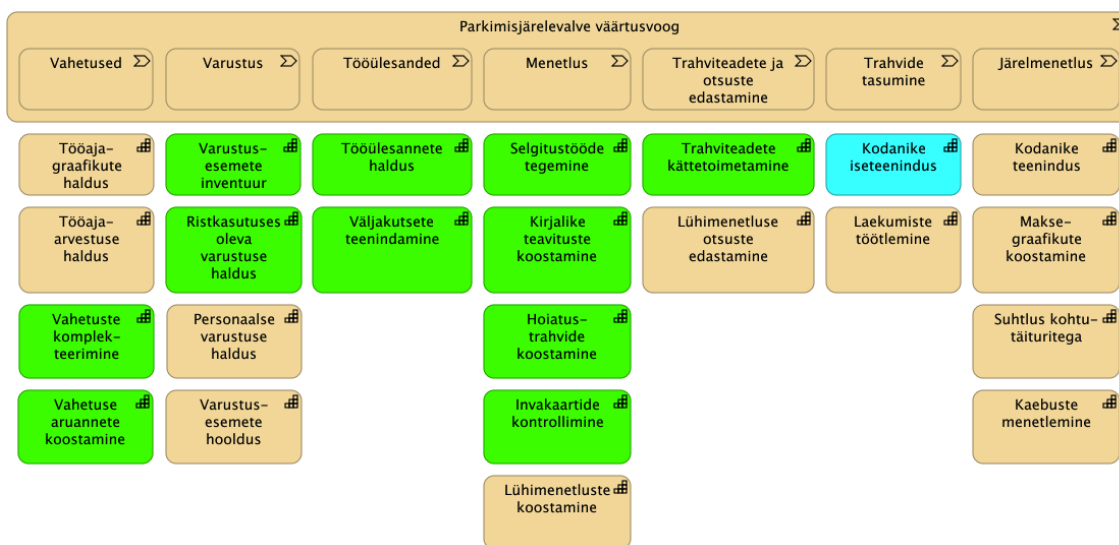 Parkimisjärelevalve väärtusvoog
Vahetused
Varustus
Tööülesanded
Menetlus
Trahviteadete ja
otsuste
edastamine
Trahvide
tasumine
Järelmenetlus
Tööaja-
graafikute
haldus
Varustus-
esemete
inventuur
Tööülesannete
haldus
Selgitustööde
tegemine
Trahviteadete
kättetoimetamine
Kodanike
iseteenindus
Kodanike
teenindus
Tööaja-
arvestuse
haldus
Ristkasutuses
oleva
varustuse
haldus
Väljakutsete
teenindamine
Kirjalike
teavituste
koostamine
Lühimenetluse
otsuste
edastamine
Laekumiste
töötlemine
Makse-
graafikute
koostamine
Vahetuste
komplek-
teerimine
Personaalse
varustuse
haldus
Hoiatus-
trahvide
koostamine
Suhtlus kohtu-
täituritega
Vahetuse
aruannete
koostamine
Varustus-
esemete
hooldus
Invakaartide
kontrollimine
Kaebuste
menetlemine
Lühimenetluste
koostamine